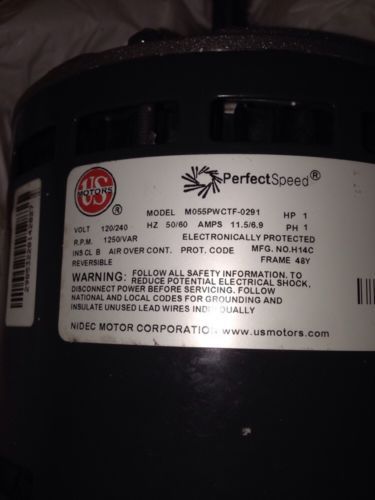 US
MOTORS
®
PerfectSpeed®
MODEL M055PWCTF-0291 HP 1
VOLT 120/240 HZ 50/60 AMPS 11.5/6.9 PH 1
R.P.M. 1250/VAR ELECTRONICALLY PROTECTED
INS CL B AIR OVER CONT. PROT. CODE MFG. NO.H14C
REVERSIBLE FRAME 48Y
WARNING: FOLLOW ALL SAFETY INFORMATION. TO
REDUCE POTENTIAL ELECTRICAL SHOCK,
DISCONNECT POWER BEFORE SERVICING. FOLLOW
NATIONAL AND LOCAL CODES FOR GROUNDING AND
INSULATE UNUSED LEAD WIRES INDIVIDUALLY
NIDEC MOTOR CORPORATION www.usmotors.com